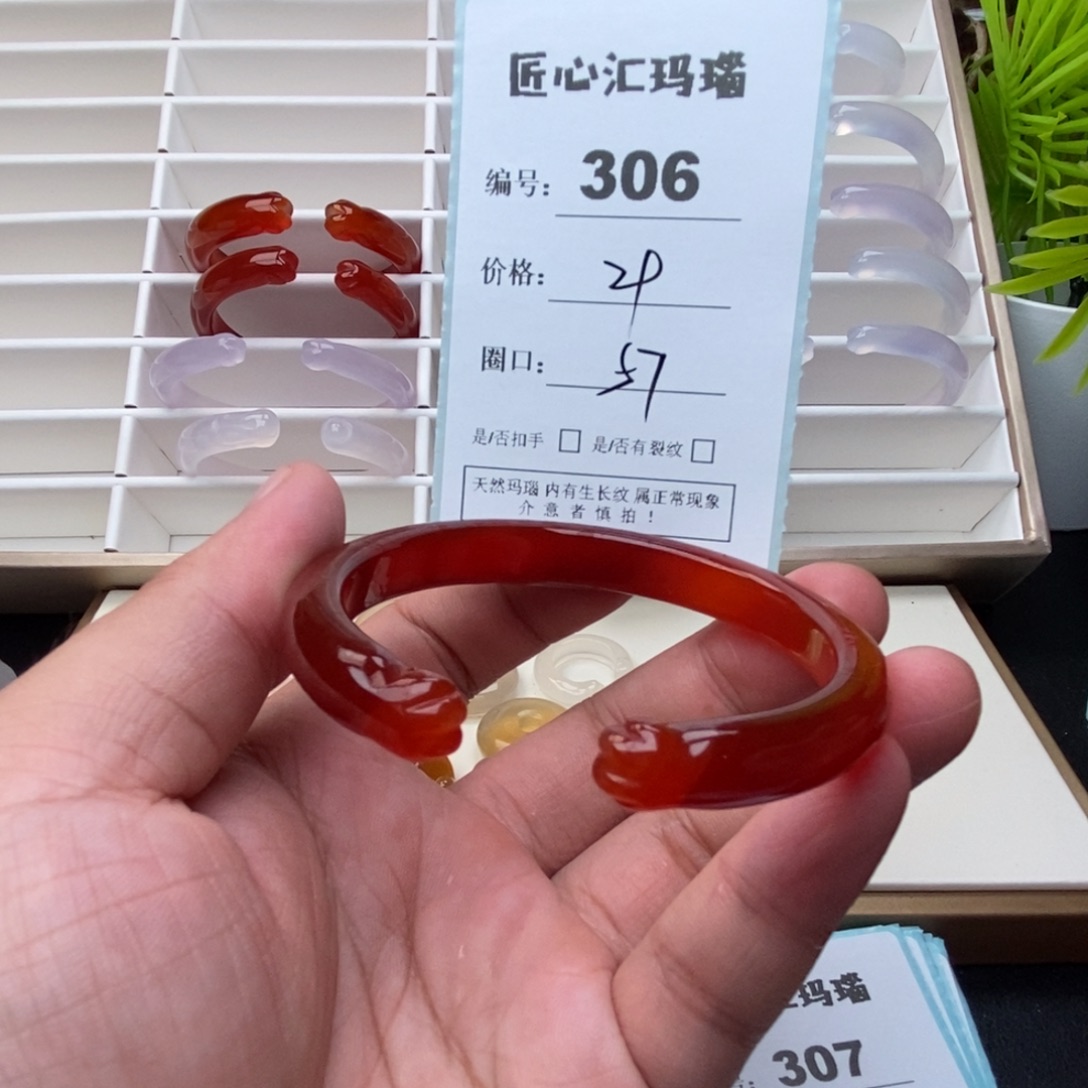 匠心汇玛瑙
编号: 306
价格:
圈口: 57
是/否扣手 □ 是/否有裂纹 □
天然玛瑙 内有生长纹 属正常现象
介意者慎拍!
玛瑙
307